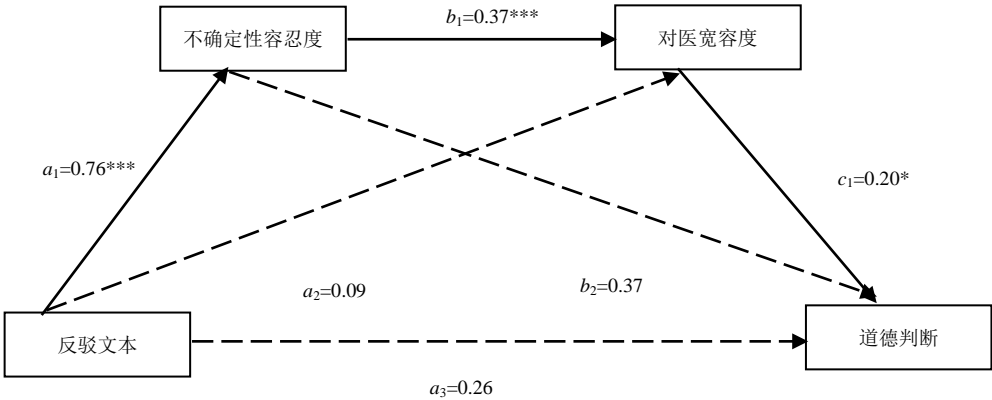 b₁=0.37***
不确定性容忍度
对医宽容度
a₁=0.76***
c₁=0.20*
a₂=0.09
b₂=0.37
反驳文本
道德判断
a₃=0.26